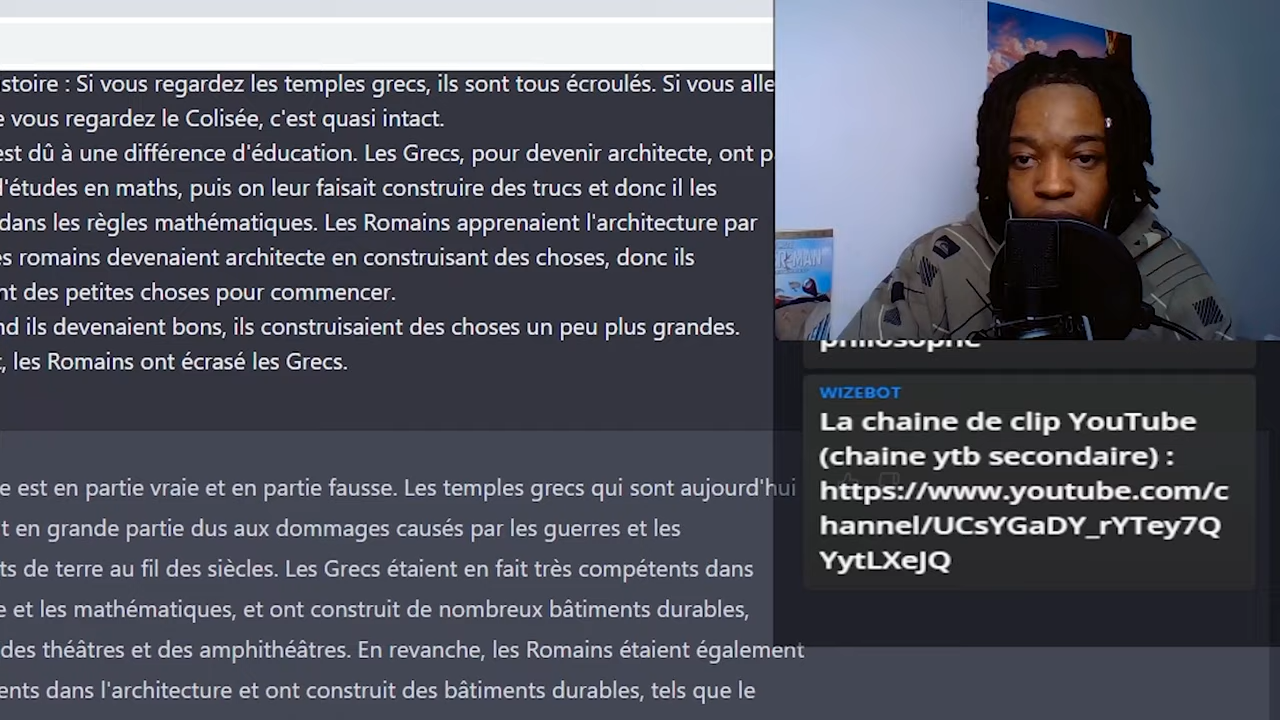 stoire : Si vous regardez les temples grecs, ils sont tous écroulés. Si vous alle
e vous regardez le Colisée, c'est quasi intact.
est dû à une différence d'éducation. Les Grecs, pour devenir architecte, ont p
d'études en maths, puis on leur faisait construire des trucs et donc il les
dans les règles mathématiques. Les Romains apprenaient l'architecture par
es romains devenaient architecte en construisant des choses, donc ils
nt des petites choses pour commencer.
nd ils devenaient bons, ils construisaient des choses un peu plus grandes.
t, les Romains ont écrasé les Grecs.
e est en partie vraie et en partie fausse. Les temples grecs qui sont aujourd'hui
t en grande partie dus aux dommages causés par les guerres et les
ts de terre au fil des siècles. Les Grecs étaient en fait très compétents dans
e et les mathématiques, et ont construit de nombreux bâtiments durables,
des théâtres et des amphithéâtres. En revanche, les Romains étaient également
ents dans l'architecture et ont construit des bâtiments durables, tels que le
philosophe
WIZEBOT
La chaine de clip YouTube
(chaine ytb secondaire) :
https://www.youtube.com/c
hannel/UCsYGaDY_rYTey7Q
YytLXeJQ